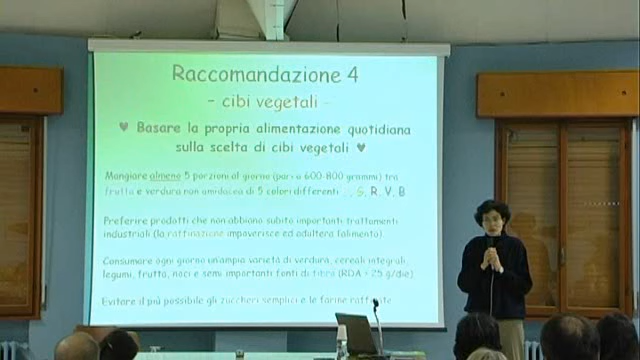 Raccomandazione 4
- cibi vegetali -
♥ Basare la propria alimentazione quotidiana
sulla scelta di cibi vegetali ♥
Mangiare almeno 5 porzioni al giorno (pari a 600-800 grammi) tra
frutta e verdura non amidacea di 5 colori differenti G, R, V, B
Preferire prodotti che non abbiano subito importanti trattamenti
industriali (la raffinazione impoverisce ed adultera l'alimento).
Consumare ogni giorno un'ampia varietà di verdura, cereali integrali,
legumi, frutta, noci e semi importanti fonti di fibra (RDA = 25 g/die).
Evitare il più possibile gli zuccheri semplici e le farine raffinate